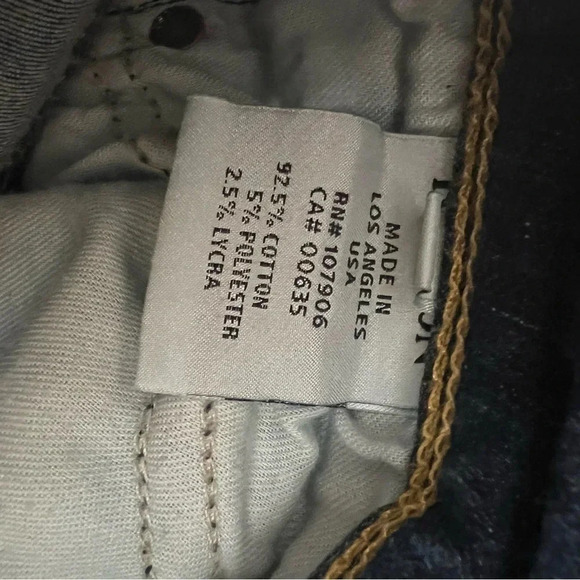 MADE IN
LOS ANGELES
USA
RN# 107906
CA# 00635
92.5% COTTON
5% POLYESTER
2.5% LYCRA